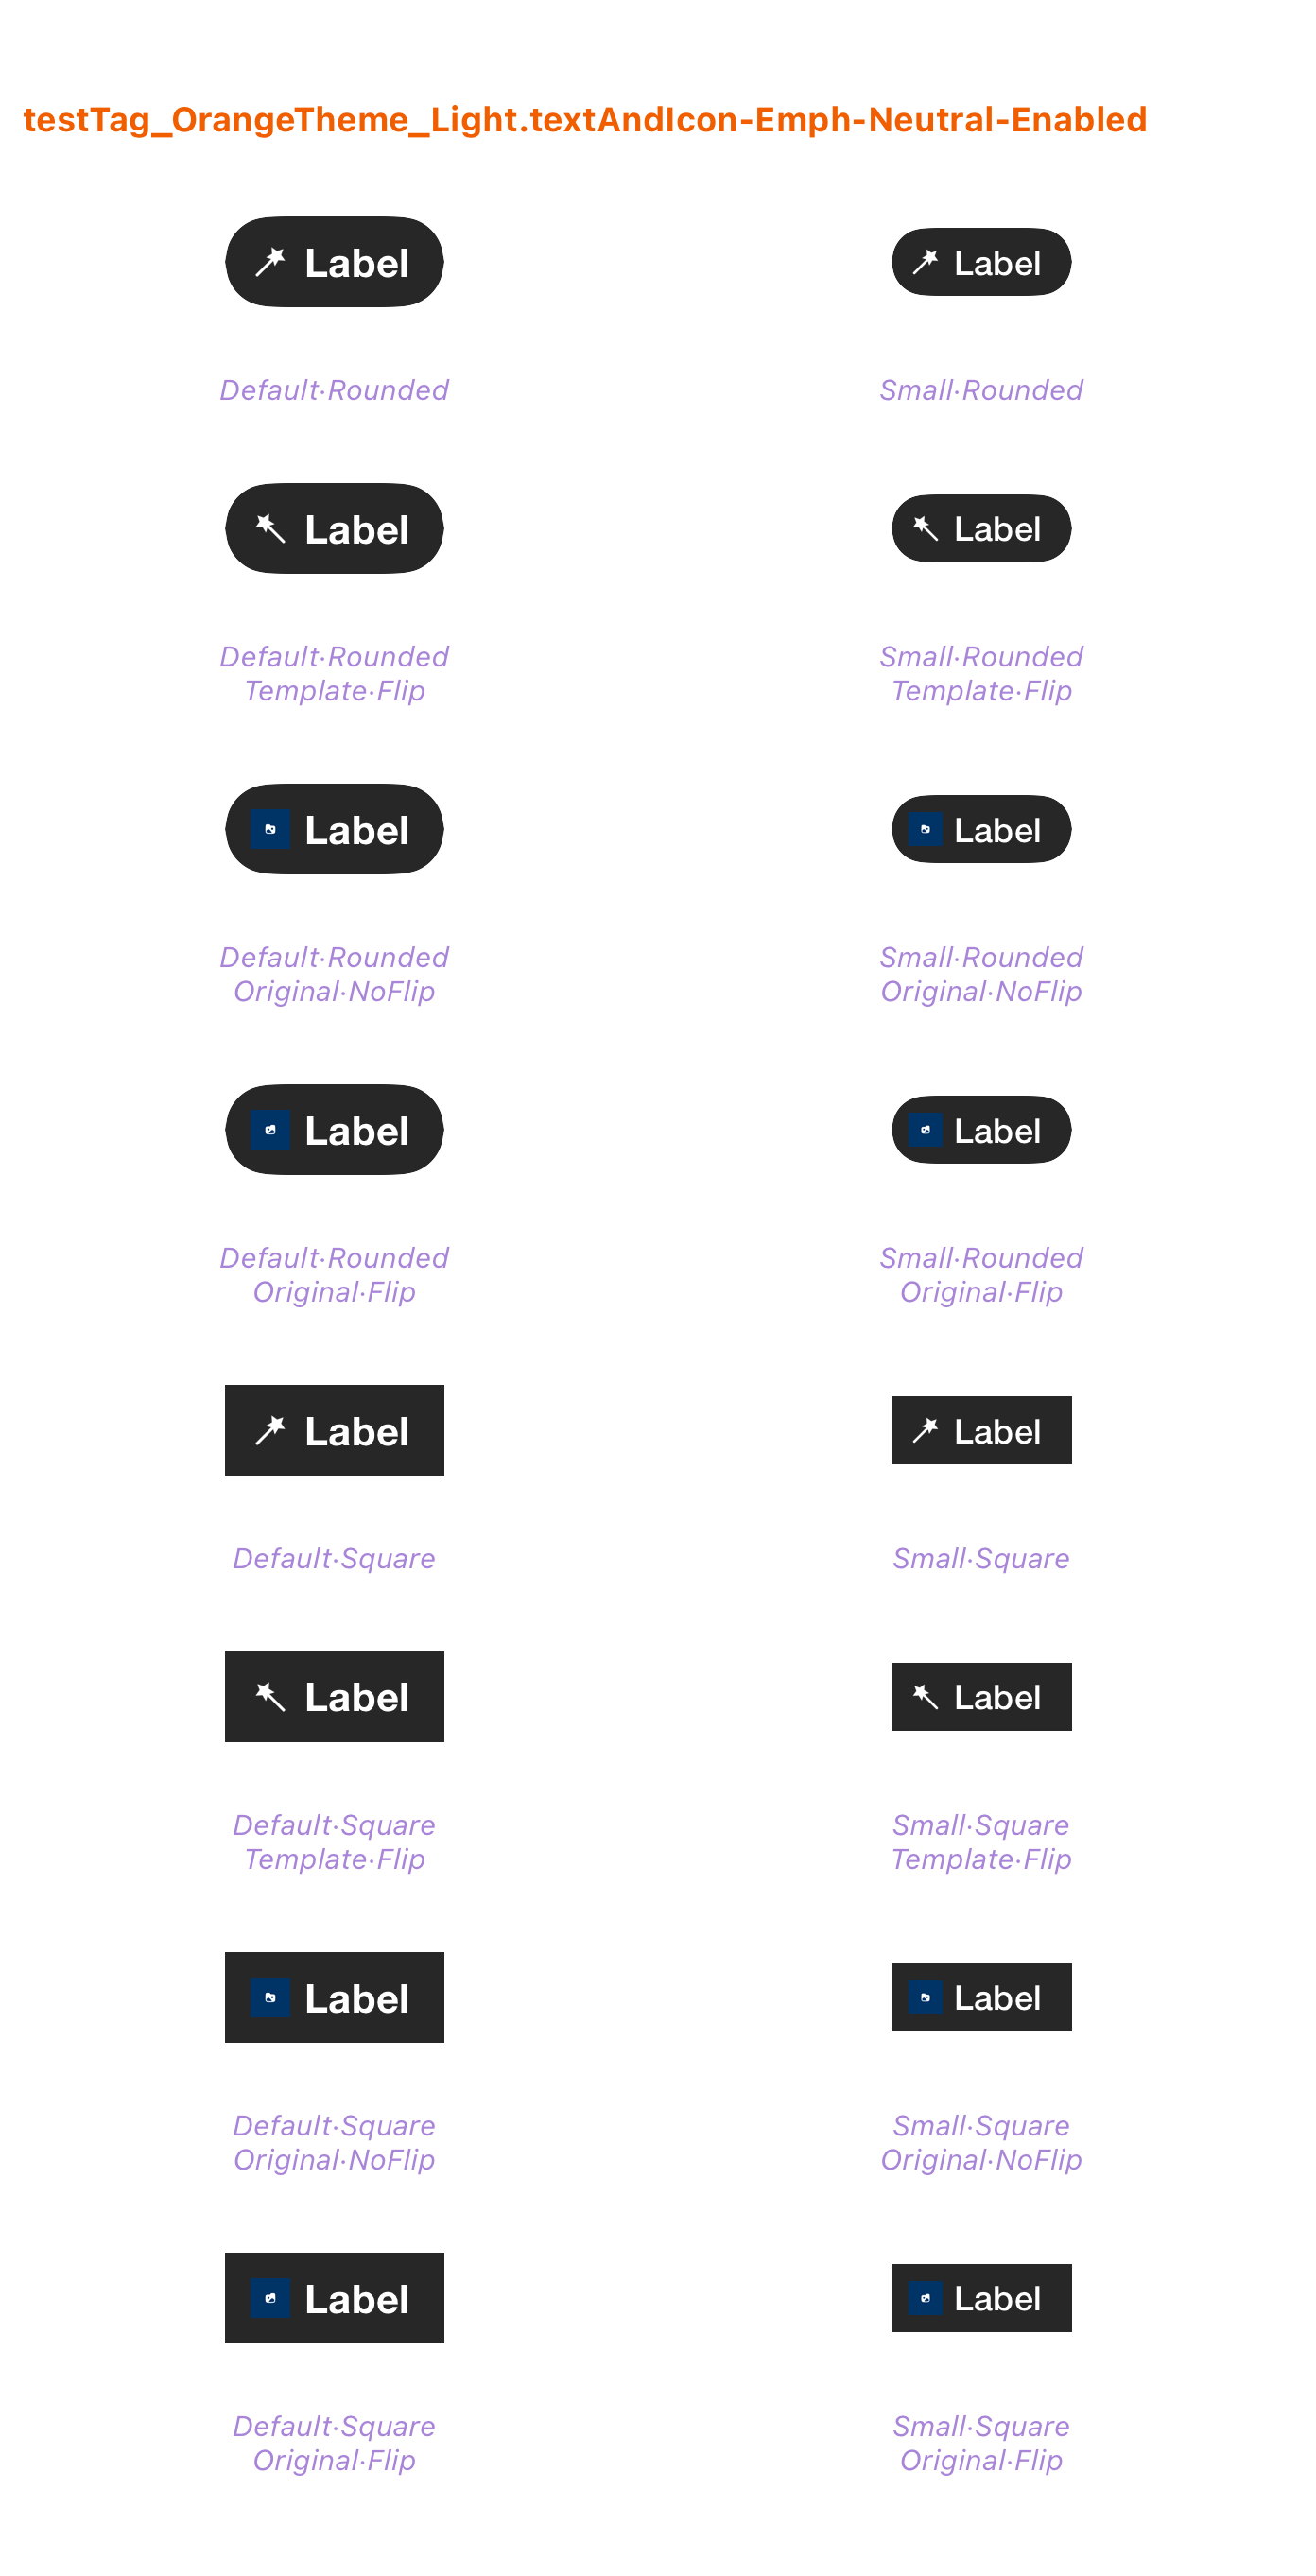 testTag_OrangeTheme_Light.textAndIcon-Emph-Neutral-Enabled
Label
Label
Default·Rounded
Small·Rounded
Label
Label
Default·Rounded
Template·Flip
Small·Rounded
Template·Flip
Label
Label
Default·Rounded
Original·NoFlip
Small·Rounded
Original·NoFlip
Label
Label
Default·Rounded
Original·Flip
Small·Rounded
Original·Flip
Label
Label
Default·Square
Small·Square
Label
Label
Default·Square
Template·Flip
Small·Square
Template·Flip
Label
Label
Default·Square
Original·NoFlip
Small·Square
Original·NoFlip
Label
Label
Default·Square
Original·Flip
Small·Square
Original·Flip